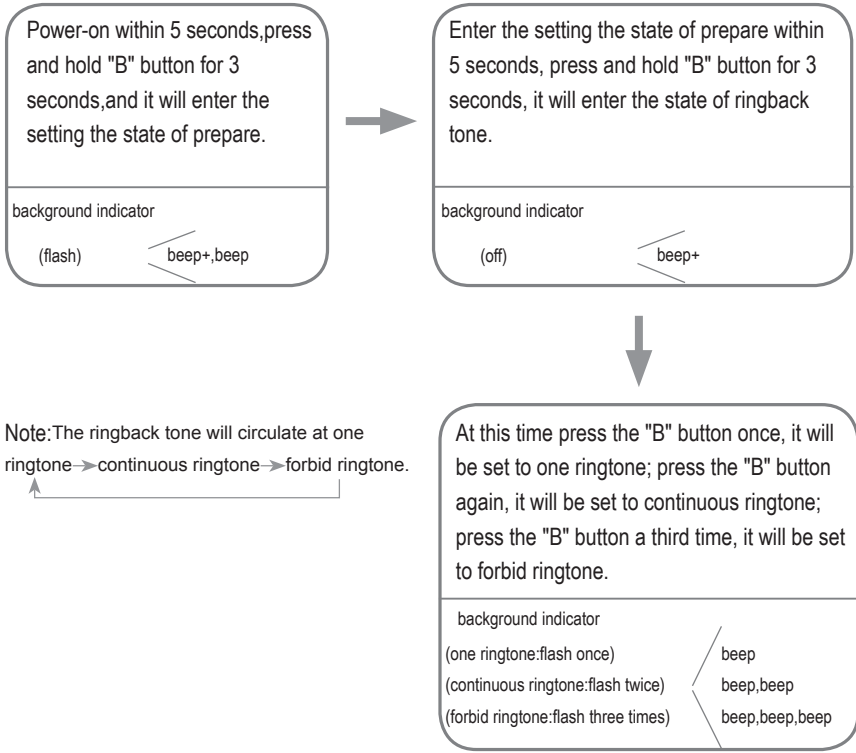 Power-on within 5 seconds,press
and hold "B" button for 3
seconds,and it will enter the
setting the state of prepare.
background indicator
(flash) beep+,beep
Enter the setting the state of prepare within
5 seconds, press and hold "B" button for 3
seconds, it will enter the state of ringback
tone.
background indicator
(off) beep+
Note:The ringback tone will circulate at one
ringtone→continuous ringtone→forbid ringtone.
At this time press the "B" button once, it will
be set to one ringtone; press the "B" button
again, it will be set to continuous ringtone;
press the "B" button a third time, it will be set
to forbid ringtone.
background indicator
(one ringtone:flash once) beep
(continuous ringtone:flash twice) beep,beep
(forbid ringtone:flash three times) beep,beep,beep